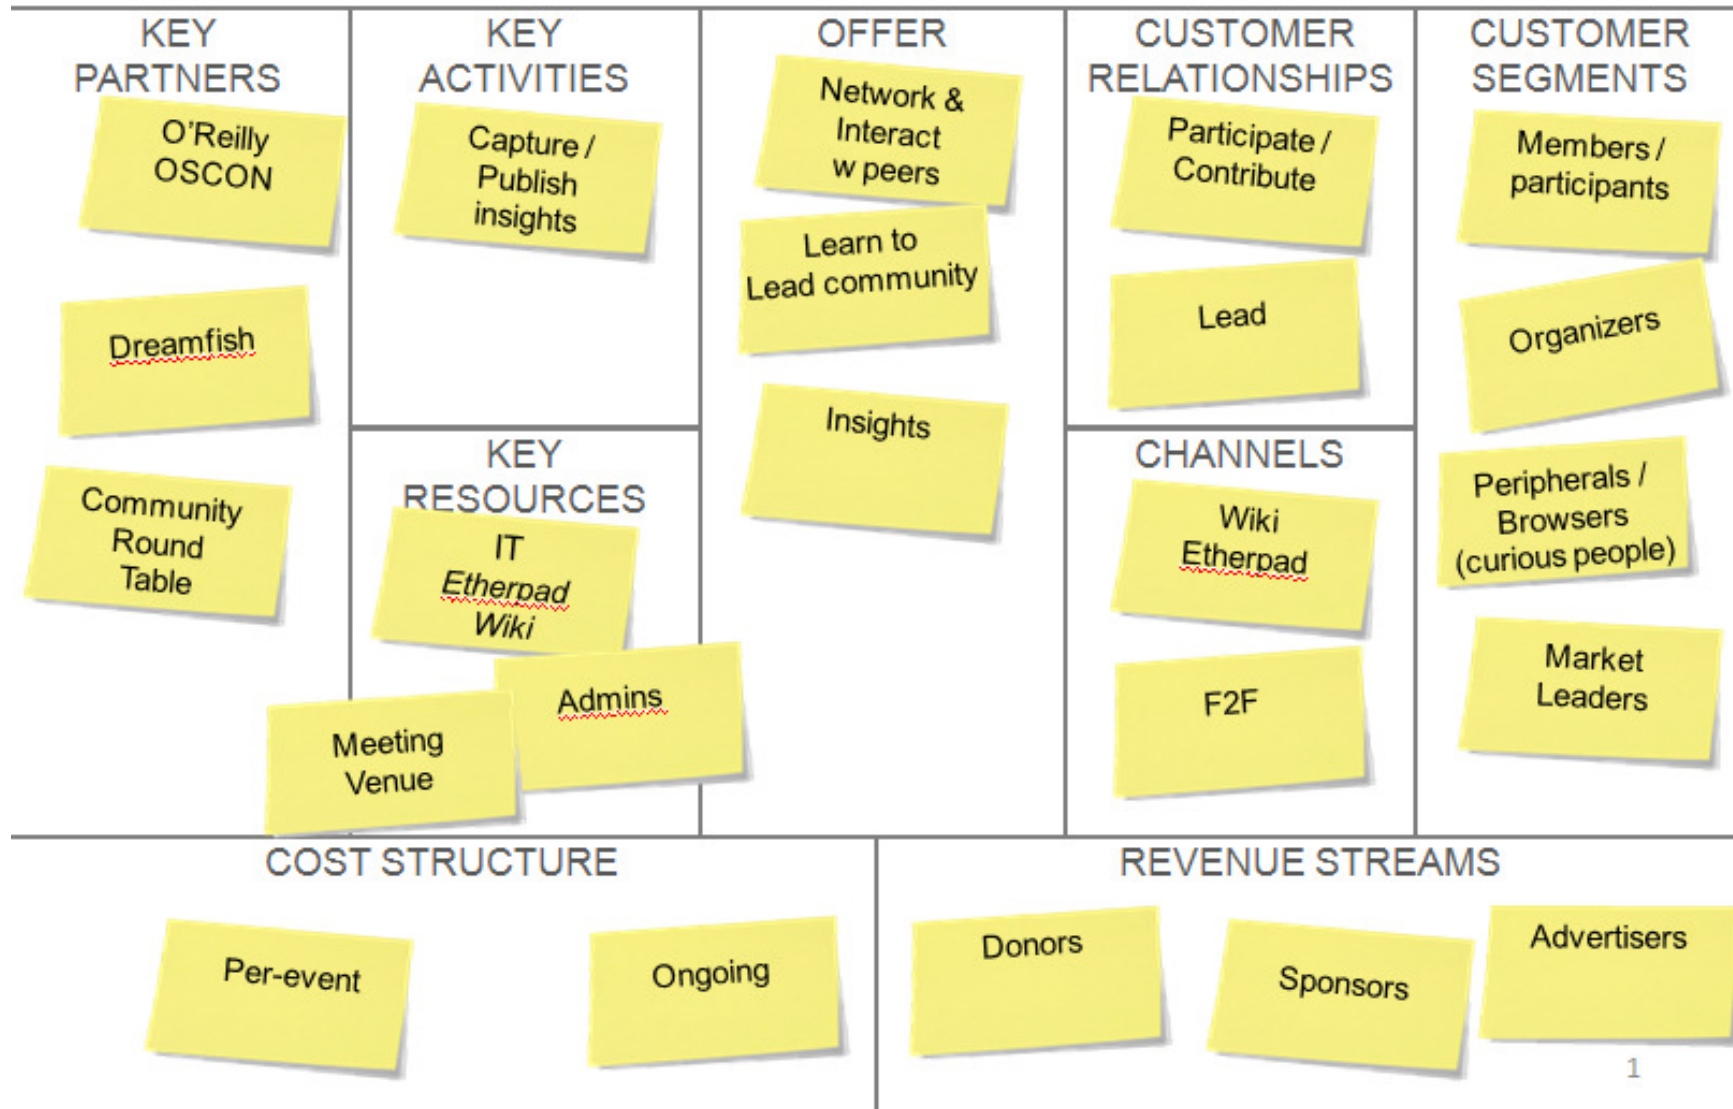 KEY
PARTNERS
O'Reilly
OSCON
Dreamfish
Community
Round
Table
KEY
ACTIVITIES
Capture /
Publish
insights
KEY
RESOURCES
IT
Etherpad
Wiki
Admins
Meeting
Venue
OFFER
Network &
Interact
w peers
Learn to
Lead community
Insights
CUSTOMER
RELATIONSHIPS
Participate /
Contribute
Lead
CHANNELS
Wiki
Etherpad
F2F
CUSTOMER
SEGMENTS
Members /
participants
Organizers
Peripherals /
Browsers
(curious people)
Market
Leaders
COST STRUCTURE
Per-event
Ongoing
REVENUE STREAMS
Donors
Sponsors
Advertisers
1